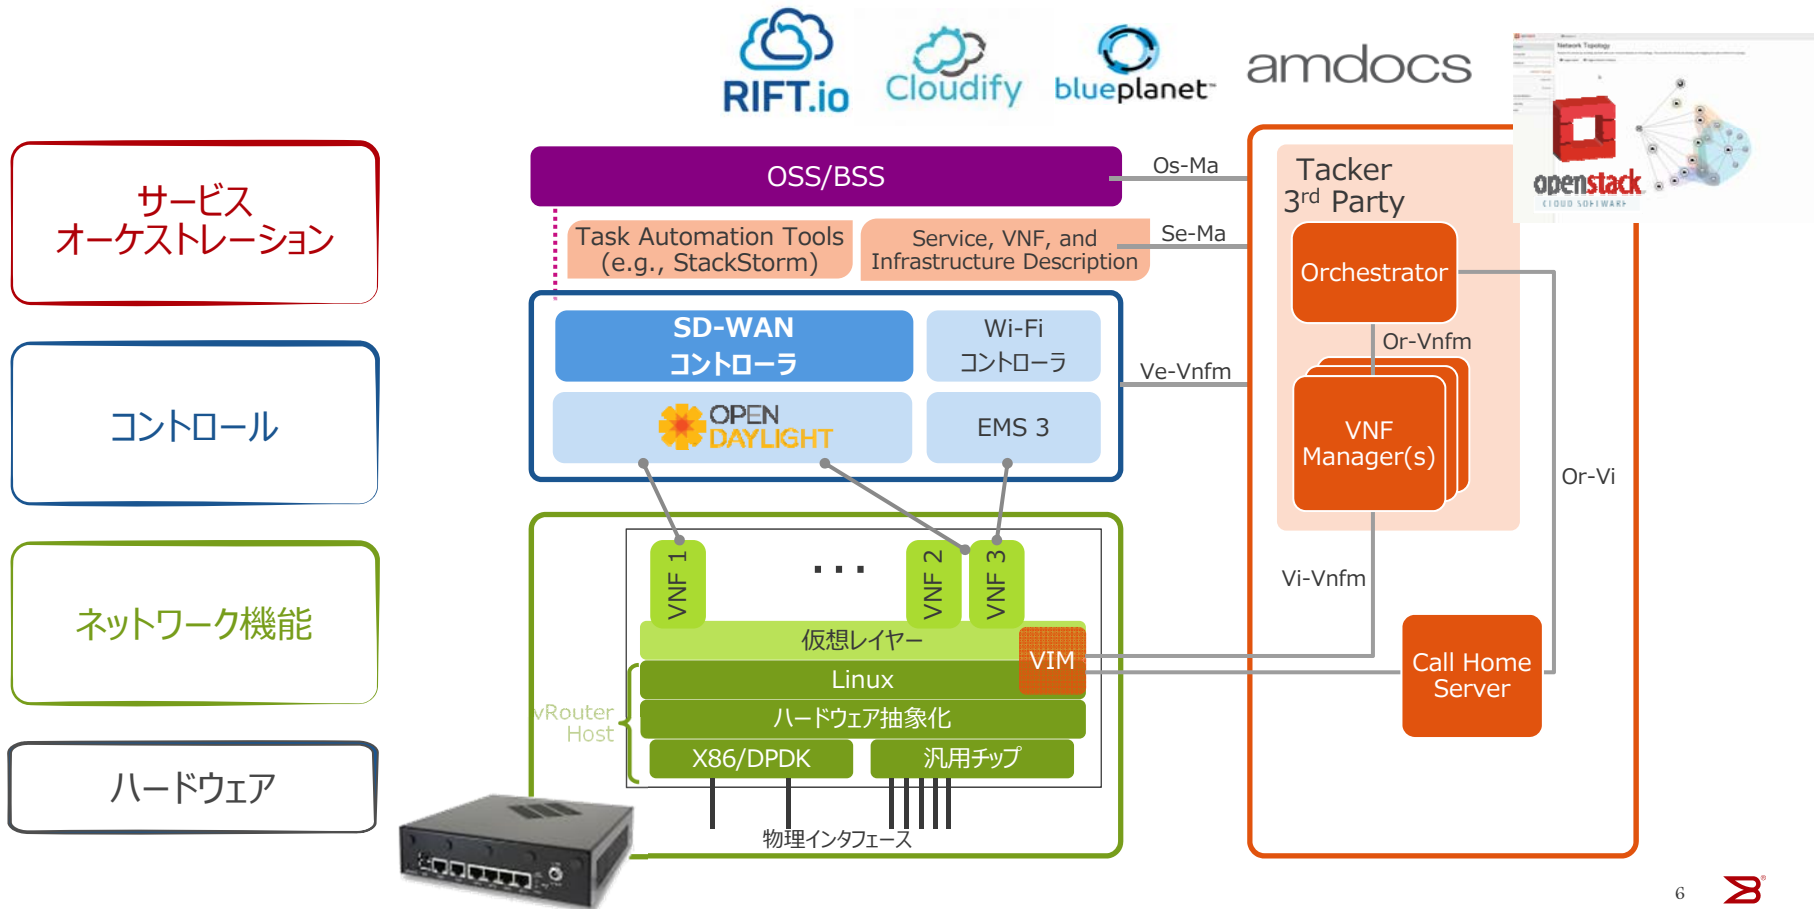 RIFT.io
Cloudify
blueplanet™
amdocs
Network Topology
openstack
CLOUD SOFTWARE
サービス
オーケストレーション
コントロール
ネットワーク機能
ハードウェア
OSS/BSS
Os-Ma
Task Automation Tools
(e.g., StackStorm)
Service, VNF, and
Infrastructure Description
Se-Ma
SD-WAN
コントローラ
Wi-Fi
コントローラ
OPEN
DAYLIGHT
EMS 3
Ve-Vnfm
VNF 1
...
VNF 2
VNF 3
仮想レイヤー
VIM
Linux
ハードウェア抽象化
vRouter
Host
X86/DPDK
汎用チップ
物理インタフェース
Tacker
3rd Party
Orchestrator
Or-Vnfm
VNF
Manager(s)
Or-Vi
Vi-Vnfm
Call Home
Server
6